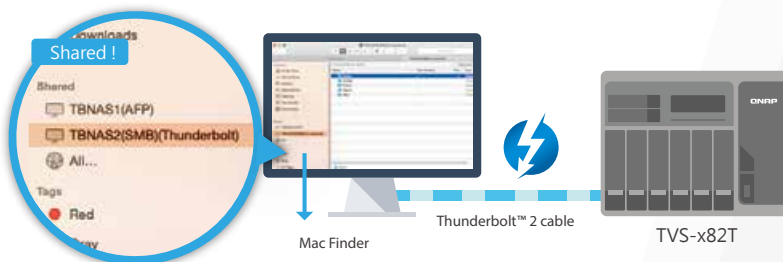 Downloads
Shared !
Shared
TBNAS1(AFP)
TBNAS2(SMB)(Thunderbolt)
All...
Tags
Red
Gray
Mac Finder
Thunderbolt™ 2 cable
QNAP
TVS-x82T